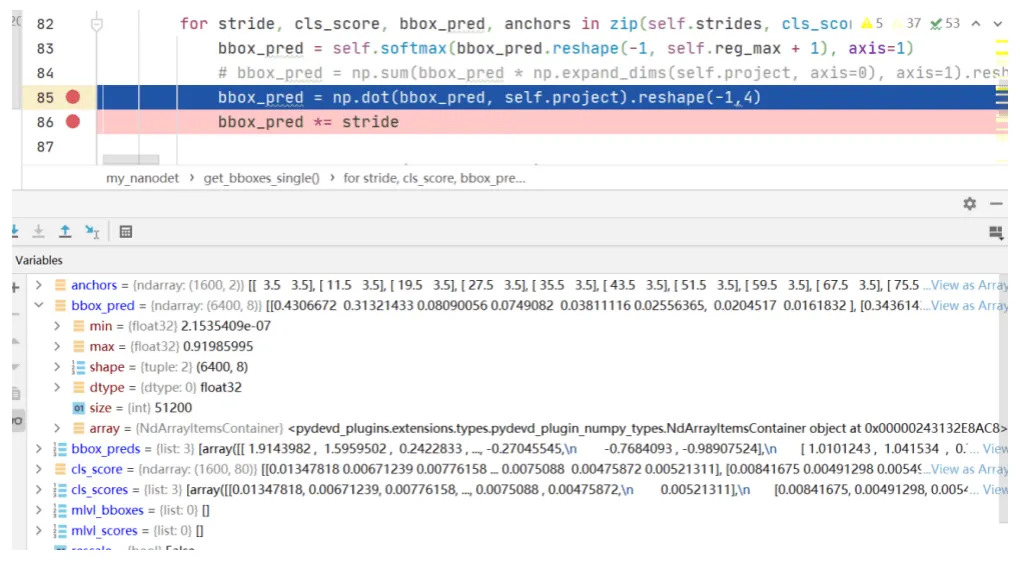 82 for stride, cls_score, bbox_pred, anchors in zip(self.strides, cls_sco 5 37 53
83 bbox_pred = self.softmax(bbox_pred.reshape(-1, self.reg_max + 1), axis=1)
84 # bbox_pred = np.sum(bbox_pred * np.expand_dims(self.project, axis=0), axis=1).resh
85 bbox_pred = np.dot(bbox_pred, self.project).reshape(-1,4)
86 bbox_pred *= stride
87
my_nanodet › get_bboxes_single() › for stride, cls_score, bbox_pre...
Variables
anchors = {ndarray: (1600, 2)} [[ 3.5 3.5], [ 11.5 3.5], [ 19.5 3.5], [ 27.5 3.5], [ 35.5 3.5], [ 43.5 3.5], [ 51.5 3.5], [ 59.5 3.5], [ 67.5 3.5], [ 75.5 ...View as Array
bbox_pred = {ndarray: (6400, 8)} [[0.4306672 0.31321433 0.08090056 0.0749082 0.03811116 0.02556365, 0.0204517 0.0161832 ], [0.343614...View as Array
min = {float32} 2.1535409e-07
max = {float32} 0.91985995
shape = {tuple: 2} (6400, 8)
dtype = {dtype: 0} float32
01 size = {int} 51200
array = {NdArrayItemsContainer} <pydevd_plugins.extensions.types.pydevd_plugin_numpy_types.NdArrayItemsContainer object at 0x00000243132E8AC8>
bbox_preds = {list: 3} [array([[ 1.9143982 , 1.5959502 , 0.2422833 , ..., -0.27045545,\n -0.7684093 , -0.98907524],\n [ 1.0101243 , 1.041534 , 0.... View
cls_score = {ndarray: (1600, 80)} [[0.01347818 0.00671239 0.00776158 ... 0.0075088 0.00475872 0.00521311], [0.00841675 0.00491298 0.00549...View as Array
cls_scores = {list: 3} [array([[0.01347818, 0.00671239, 0.00776158, ..., 0.0075088 , 0.00475872,\n 0.00521311],\n [0.00841675, 0.00491298, 0.0054... View
mlvl_bboxes = {list: 0} []
mlvl_scores = {list: 0} []
rescale = {bool} False